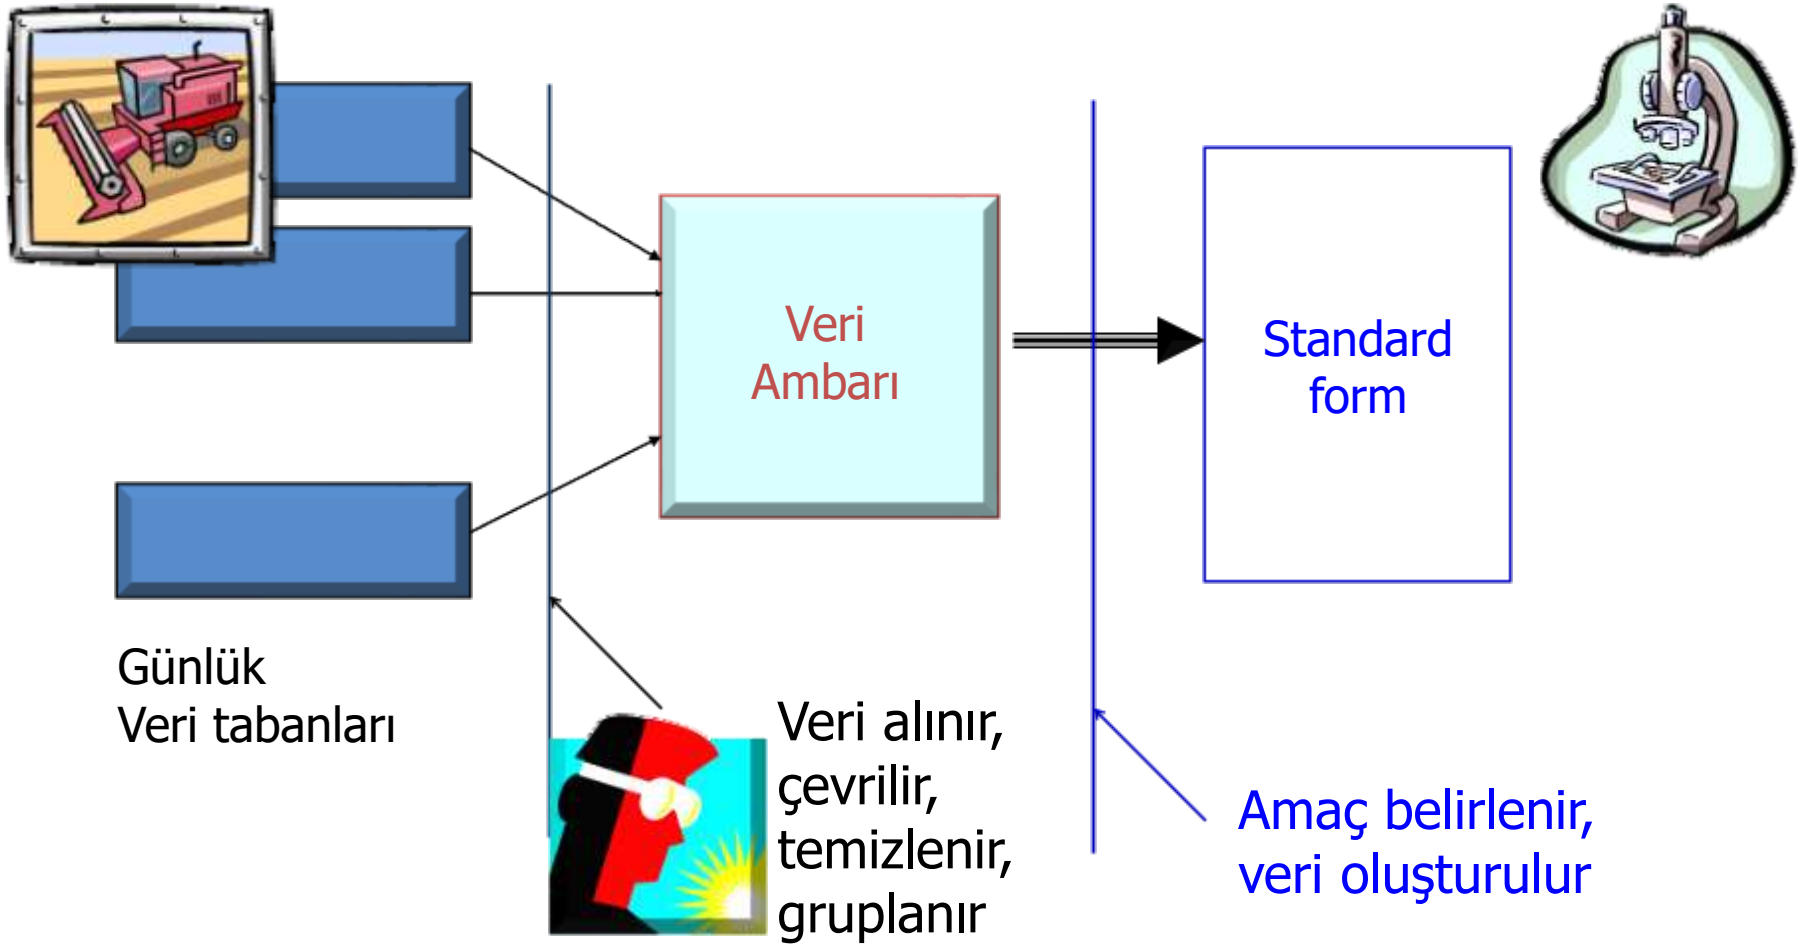 Veri
Ambarı
Standard
form
Günlük
Veri tabanları
Veri alınır,
çevrilir,
temizlenir,
gruplanır
Amaç belirlenir,
veri oluşturulur